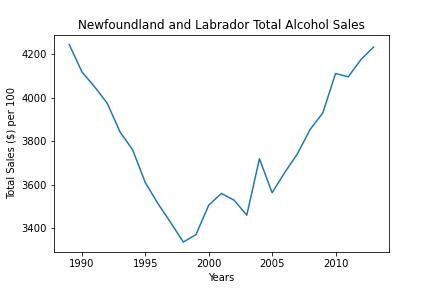 Newfoundland and Labrador Total Alcohol Sales
Total Sales ($) per 100
4200
4000
3800
3600
3400
1990 1995 2000 2005 2010
Years